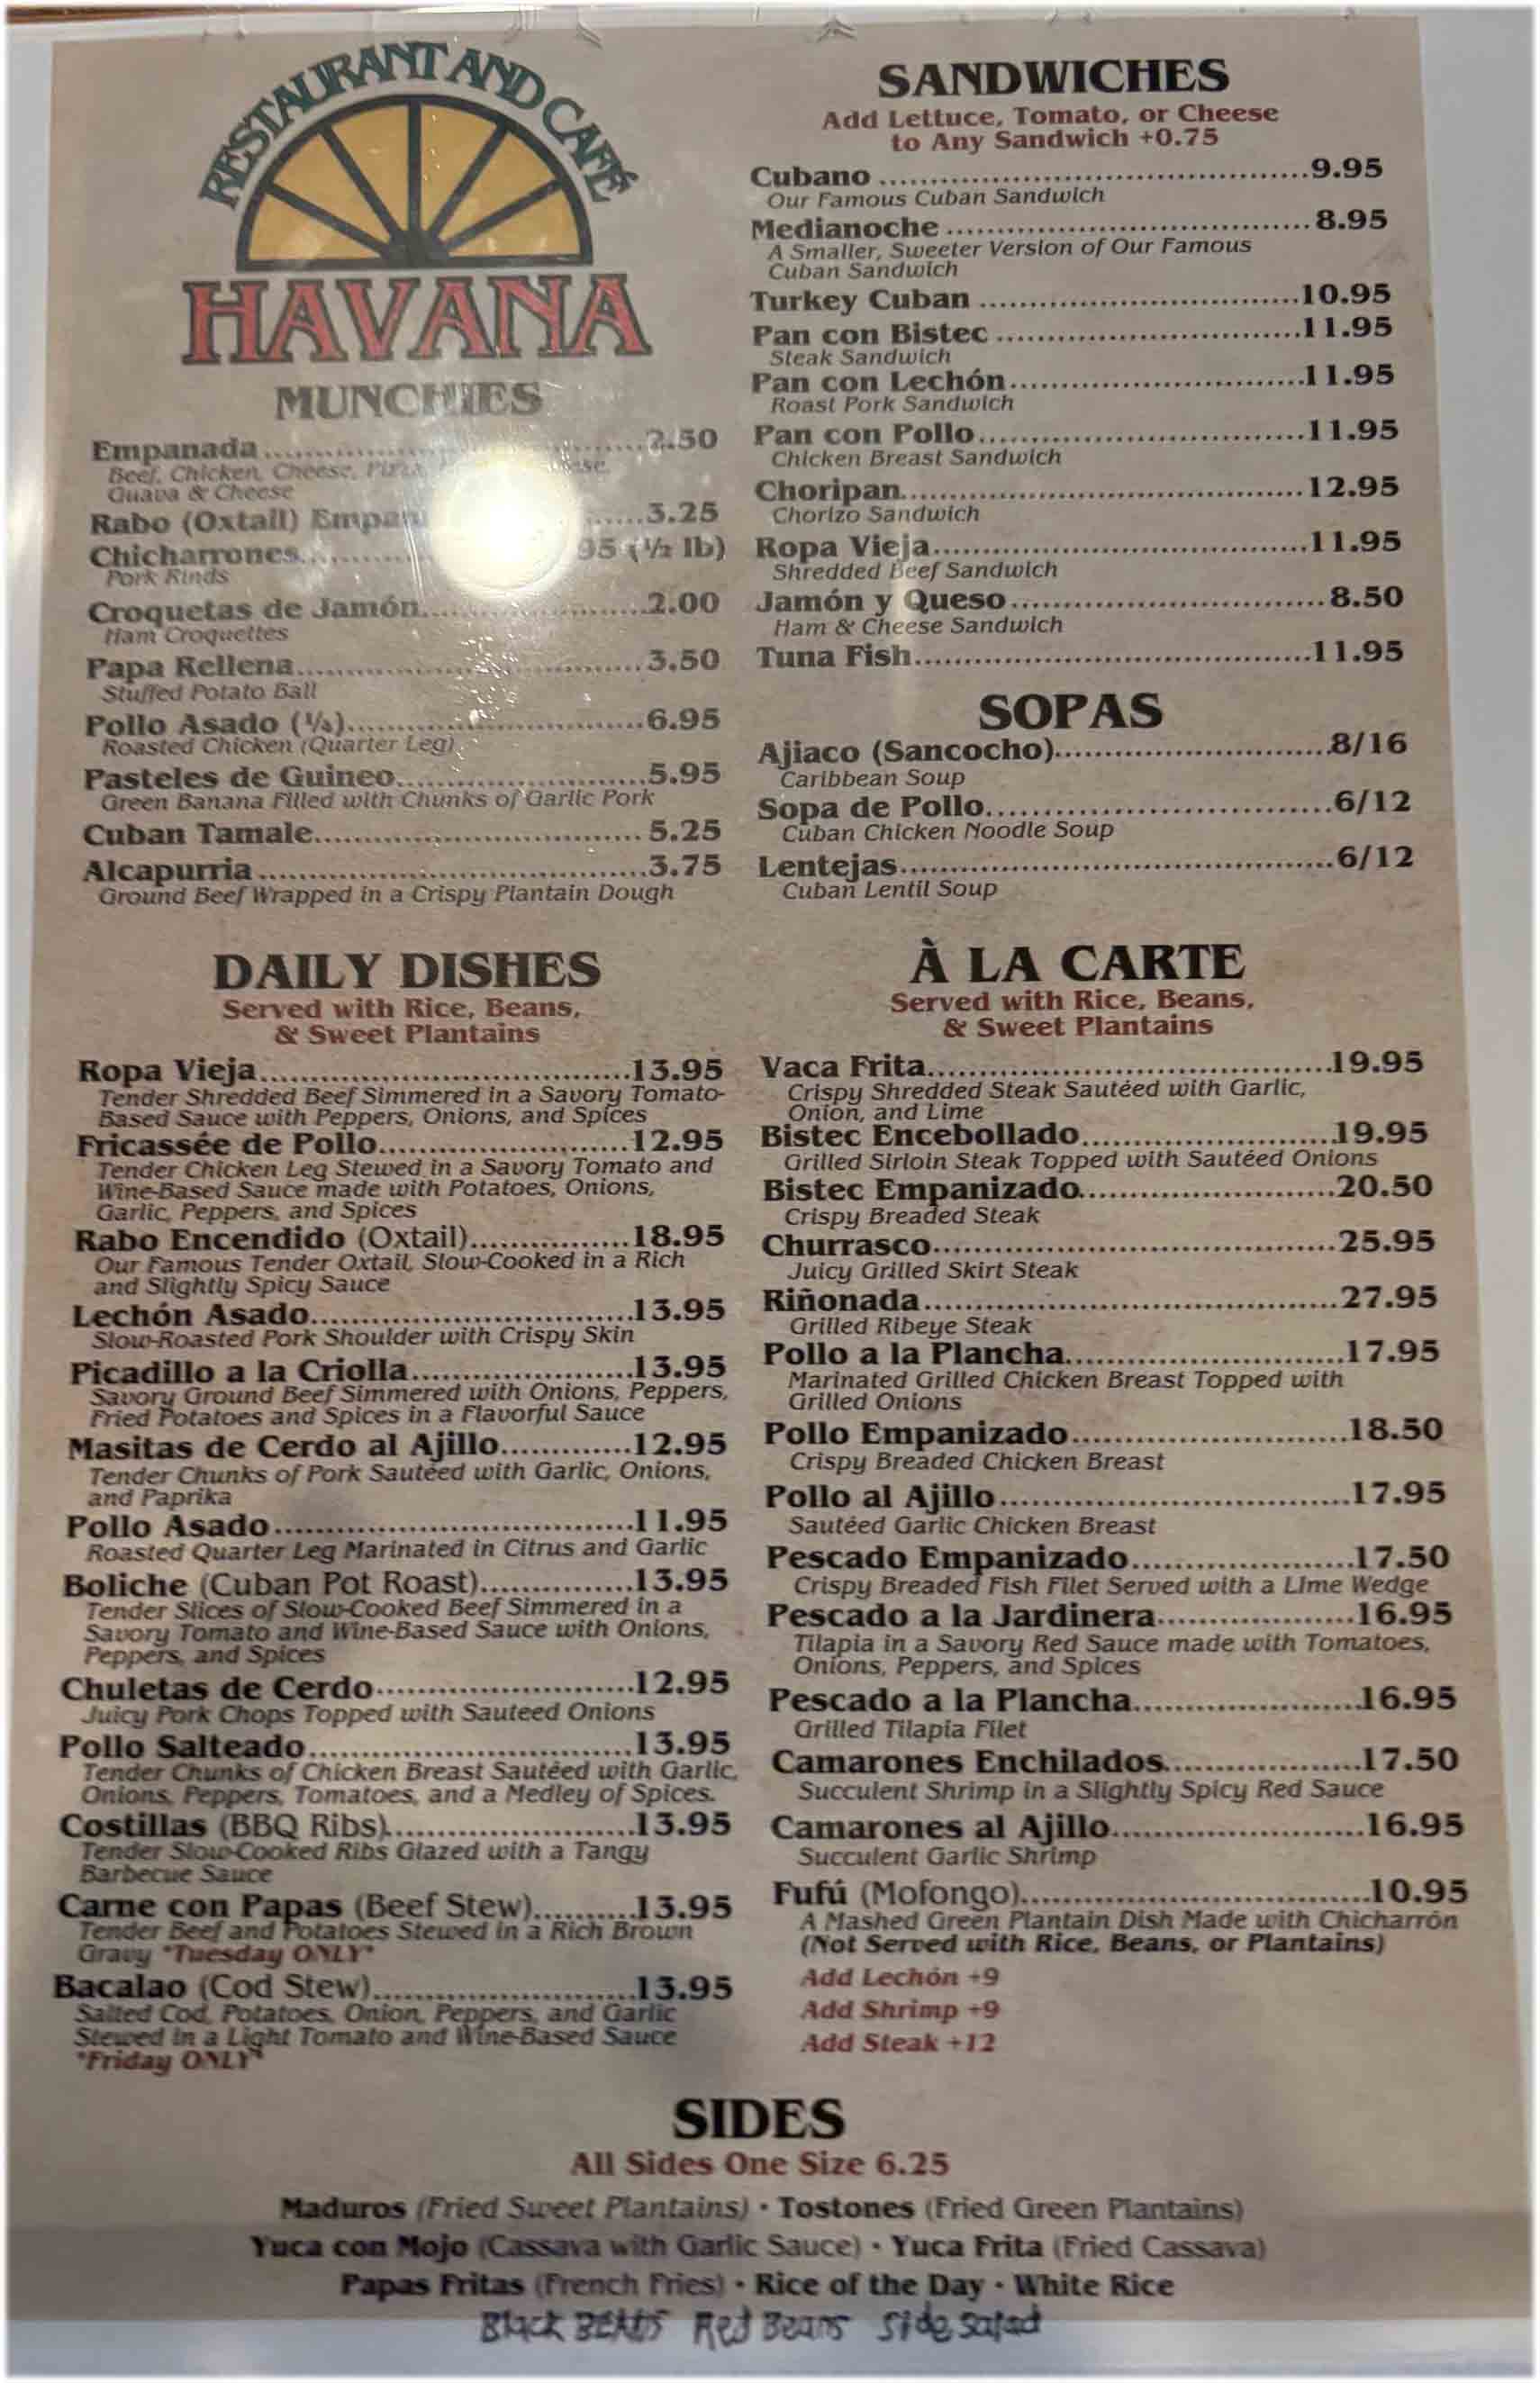 RESTAURANT AND CAFÉ
HAVANA
MUNCHIES
Empanada..........2.50
Beef, Chicken, Cheese, Pizza,
Guava & Cheese
Rabo (Oxtail) ..........3.25
Chicharrones.......... (½ lb)
Pork Rinds
Croquetas de Jamón..........2.00
Ham Croquettes
Papa Rellena..........3.50
Stuffed Potato Ball
Pollo Asado (¼)..........6.95
Roasted Chicken (Quarter Leg)
Pasteles de Guineo..........5.95
Green Banana Filled with Chunks of Garlic Pork
Cuban Tamale..........5.25
Alcapurria..........3.75
Ground Beef Wrapped in a Crispy Plantain Dough
SANDWICHES
Add Lettuce, Tomato, or Cheese
to Any Sandwich +0.75
Cubano..........9.95
Our Famous Cuban Sandwich
Medianoche..........8.95
A Smaller, Sweeter Version of Our Famous
Cuban Sandwich
Turkey Cuban..........10.95
Pan con Bistec..........11.95
Steak Sandwich
Pan con Lechón..........11.95
Roast Pork Sandwich
Pan con Pollo..........11.95
Chicken Breast Sandwich
Choripan..........12.95
Chorizo Sandwich
Ropa Vieja..........11.95
Shredded Beef Sandwich
Jamón y Queso..........8.50
Ham & Cheese Sandwich
Tuna Fish..........11.95
SOPAS
Ajiaco (Sancocho)..........8/16
Caribbean Soup
Sopa de Pollo..........6/12
Cuban Chicken Noodle Soup
Lentejas..........6/12
Cuban Lentil Soup
DAILY DISHES
Served with Rice, Beans,
& Sweet Plantains
Ropa Vieja..........13.95
Tender Shredded Beef Simmered in a Savory Tomato-
Based Sauce with Peppers, Onions, and Spices
Fricassée de Pollo..........12.95
Tender Chicken Leg Stewed in a Savory Tomato and
Wine-Based Sauce made with Potatoes, Onions,
Garlic, Peppers, and Spices
Rabo Encendido (Oxtail)..........18.95
Our Famous Tender Oxtail, Slow-Cooked in a Rich
and Slightly Spicy Sauce
Lechón Asado..........13.95
Slow-Roasted Pork Shoulder with Crispy Skin
Picadillo a la Criolla..........13.95
Savory Ground Beef Simmered with Onions, Peppers,
Fried Potatoes and Spices in a Flavorful Sauce
Masitas de Cerdo al Ajillo..........12.95
Tender Chunks of Pork Sautéed with Garlic, Onions,
and Paprika
Pollo Asado..........11.95
Roasted Quarter Leg Marinated in Citrus and Garlic
Boliche (Cuban Pot Roast)..........13.95
Tender Slices of Slow-Cooked Beef Simmered in a
Savory Tomato and Wine-Based Sauce with Onions,
Peppers, and Spices
Chuletas de Cerdo..........12.95
Juicy Pork Chops Topped with Sauteed Onions
Pollo Salteado..........13.95
Tender Chunks of Chicken Breast Sautéed with Garlic,
Onions, Peppers, Tomatoes, and a Medley of Spices.
Costillas (BBQ Ribs)..........13.95
Tender Slow-Cooked Ribs Glazed with a Tangy
Barbecue Sauce
Carne con Papas (Beef Stew)..........13.95
Tender Beef and Potatoes Stewed in a Rich Brown
Gravy *Tuesday ONLY*
Bacalao (Cod Stew)..........13.95
Salted Cod, Potatoes, Onion, Peppers, and Garlic
Stewed in a Light Tomato and Wine-Based Sauce
*Friday ONLY*
À LA CARTE
Served with Rice, Beans,
& Sweet Plantains
Vaca Frita..........19.95
Crispy Shredded Steak Sautéed with Garlic,
Onion, and Lime
Bistec Encebollado..........19.95
Grilled Sirloin Steak Topped with Sautéed Onions
Bistec Empanizado..........20.50
Crispy Breaded Steak
Churrasco..........25.95
Juicy Grilled Skirt Steak
Riñonada..........27.95
Grilled Ribeye Steak
Pollo a la Plancha..........17.95
Marinated Grilled Chicken Breast Topped with
Grilled Onions
Pollo Empanizado..........18.50
Crispy Breaded Chicken Breast
Pollo al Ajillo..........17.95
Sautéed Garlic Chicken Breast
Pescado Empanizado..........17.50
Crispy Breaded Fish Filet Served with a Lime Wedge
Pescado a la Jardinera..........16.95
Tilapia in a Savory Red Sauce made with Tomatoes,
Onions, Peppers, and Spices
Pescado a la Plancha..........16.95
Grilled Tilapia Filet
Camarones Enchilados..........17.50
Succulent Shrimp in a Slightly Spicy Red Sauce
Camarones al Ajillo..........16.95
Succulent Garlic Shrimp
Fufú (Mofongo)..........10.95
A Mashed Green Plantain Dish Made with Chicharrón
(Not Served with Rice, Beans, or Plantains)
Add Lechón +9
Add Shrimp +9
Add Steak +12
SIDES
All Sides One Size 6.25
Maduros (Fried Sweet Plantains) • Tostones (Fried Green Plantains)
Yuca con Mojo (Cassava with Garlic Sauce) • Yuca Frita (Fried Cassava)
Papas Fritas (French Fries) • Rice of the Day • White Rice
Black BEANS Red Beans Side Salad